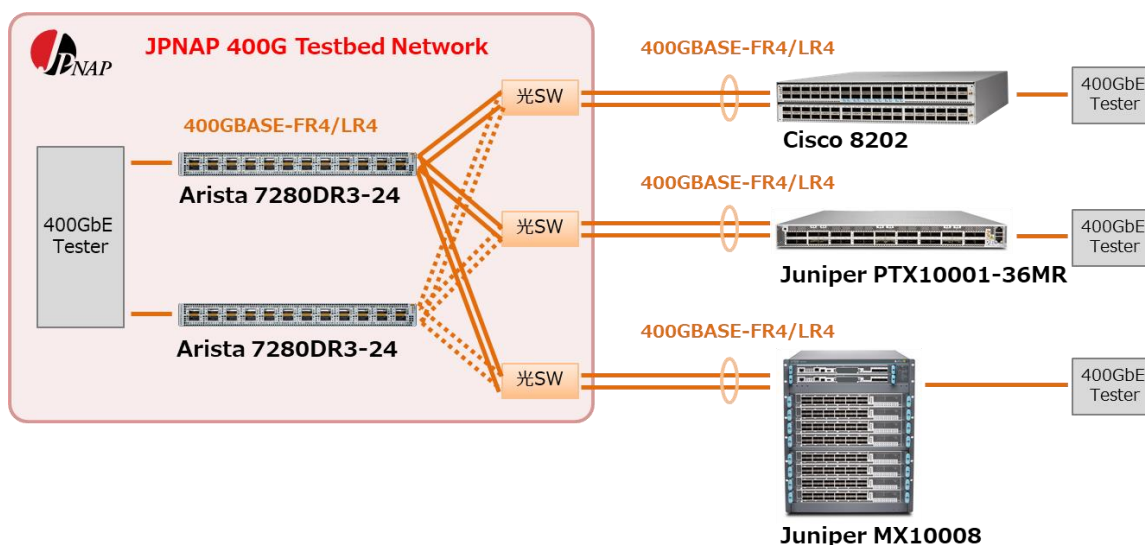 JPNAP
JPNAP 400G Testbed Network
400GBASE-FR4/LR4
光SW
400GBASE-FR4/LR4
Cisco 8202
400GbE
Tester
400GbE
Tester
Arista 7280DR3-24
光SW
400GBASE-FR4/LR4
Juniper PTX10001-36MR
400GbE
Tester
Arista 7280DR3-24
光SW
400GBASE-FR4/LR4
Juniper MX10008
400GbE
Tester